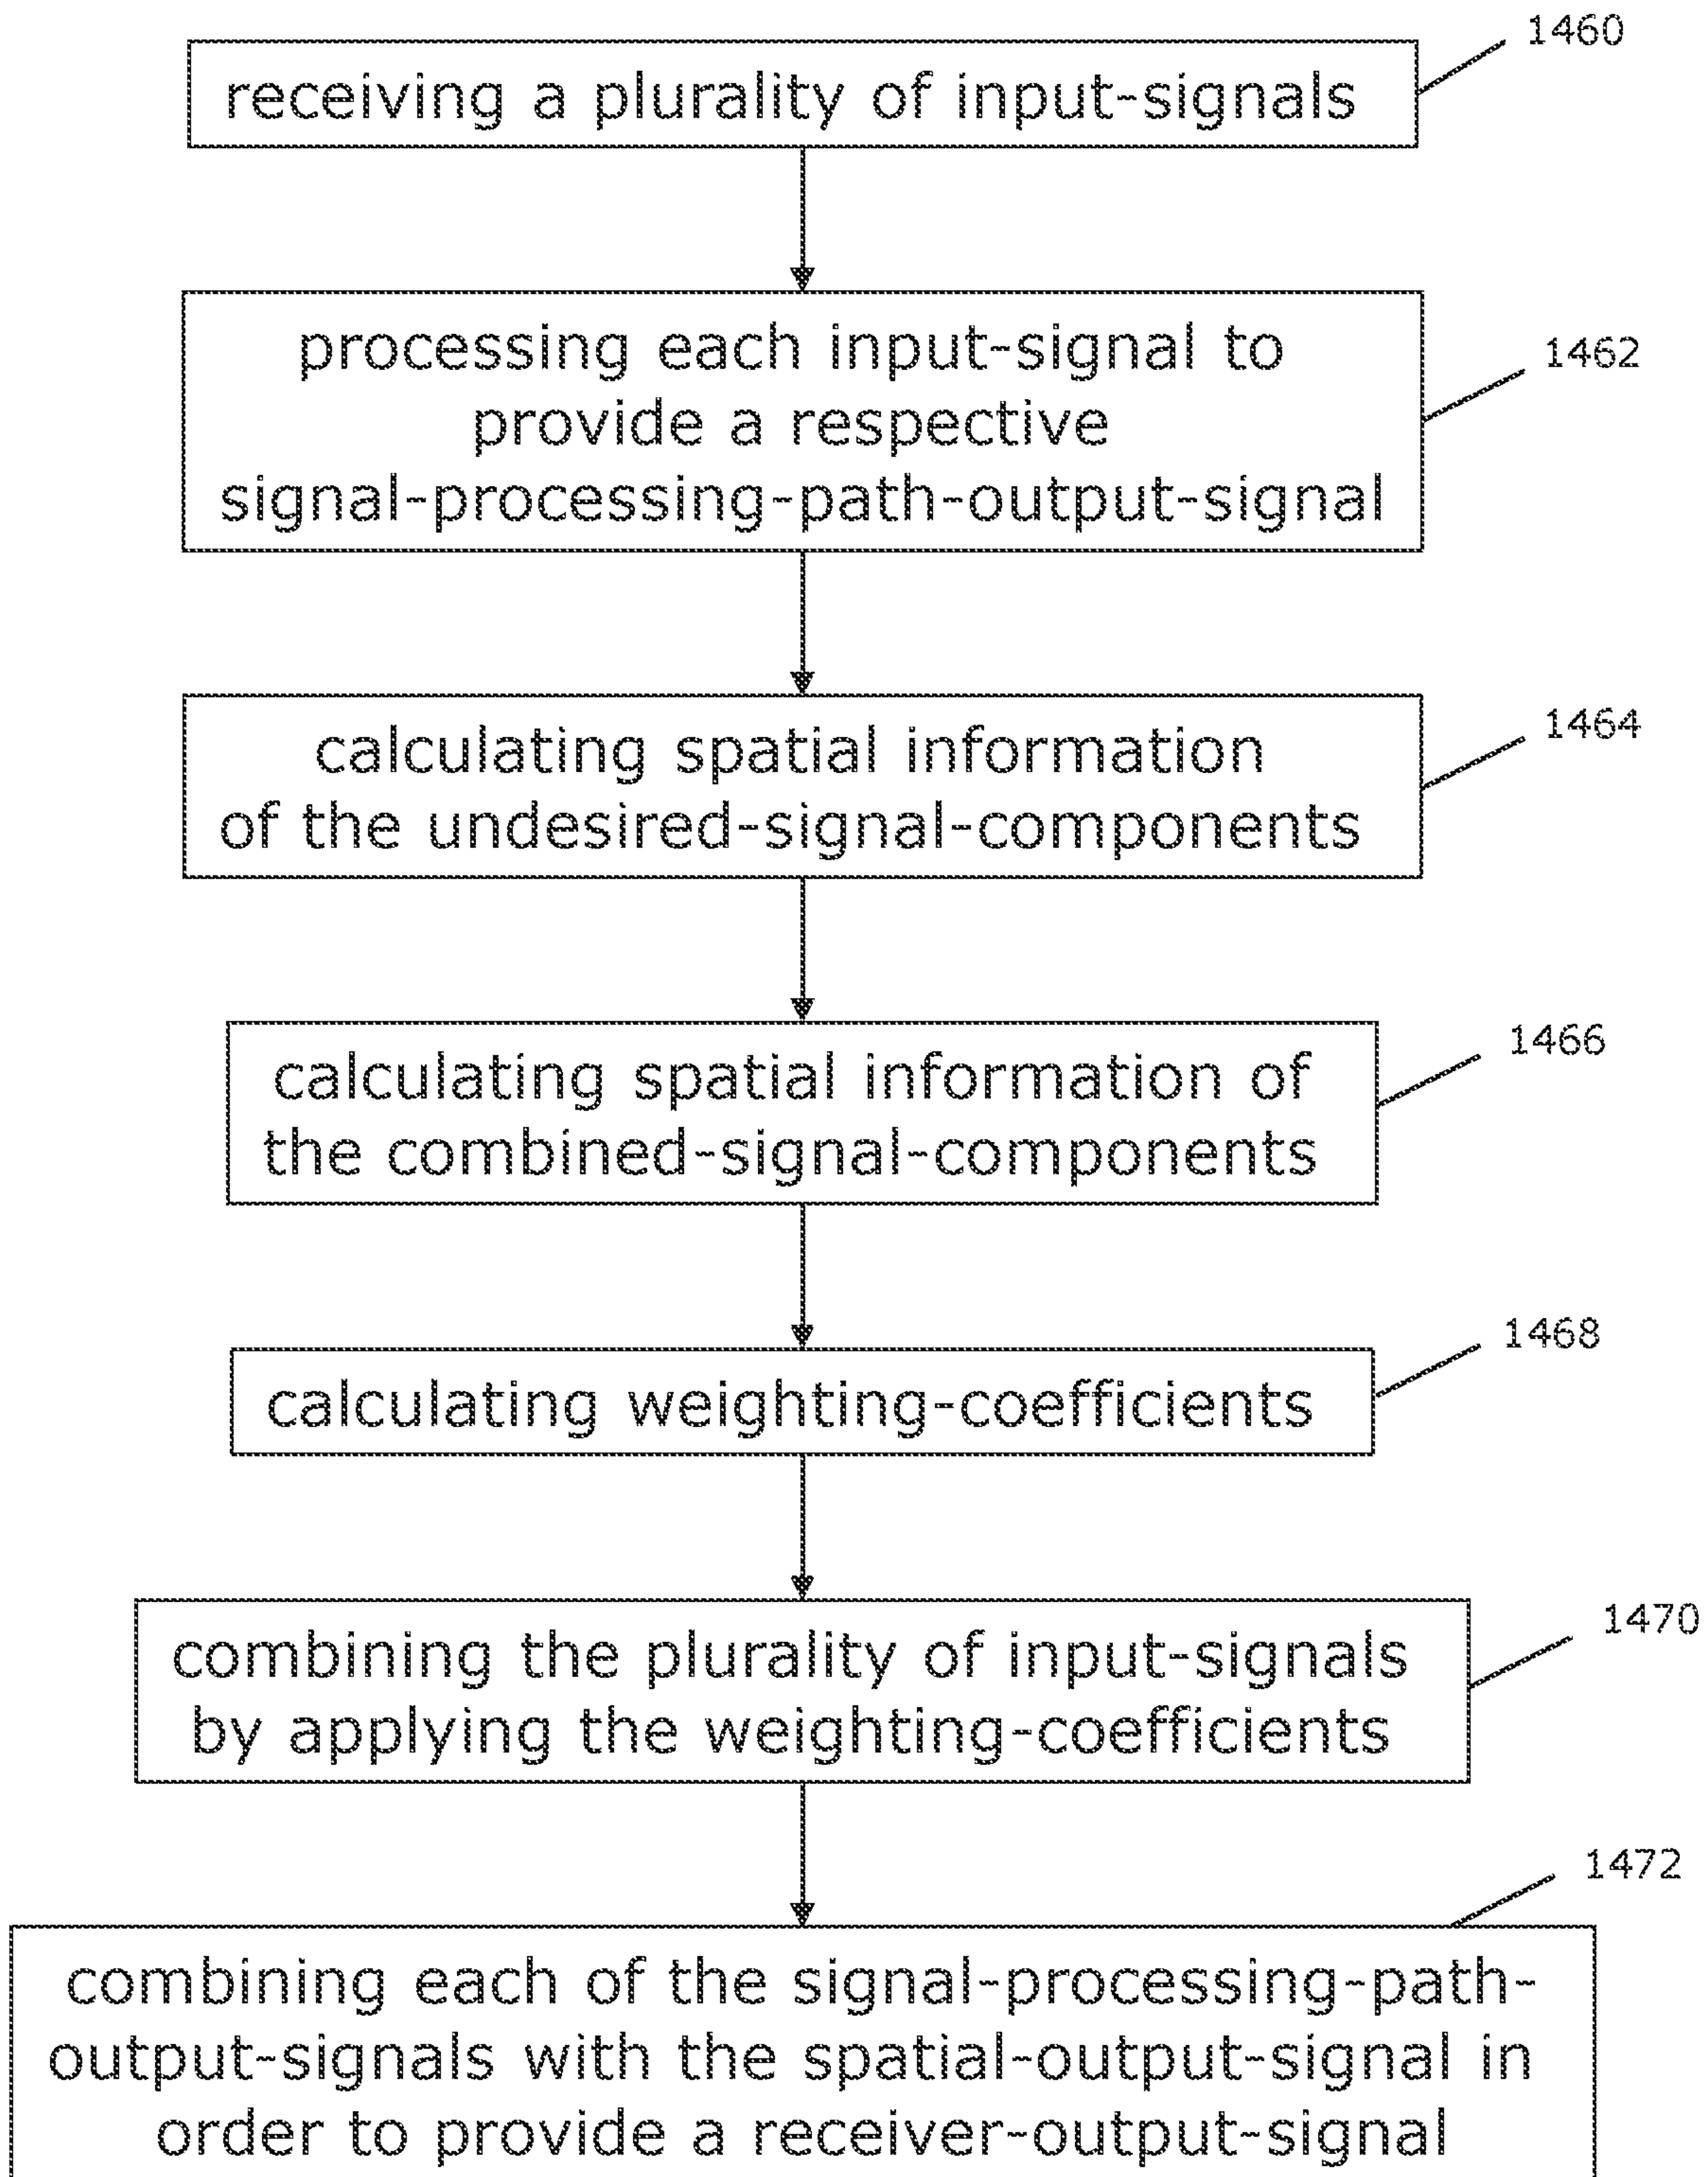 1460
receiving a plurality of input-signals
1462
processing each input-signal to
provide a respective
signal-processing-path-output-signal
1464
calculating spatial information
of the undesired-signal-components
1466
calculating spatial information of
the combined-signal-components
1468
calculating weighting-coefficients
1470
combining the plurality of input-signals
by applying the weighting-coefficients
1472
combining each of the signal-processing-path-
output-signals with the spatial-output-signal in
order to provide a receiver-output-signal